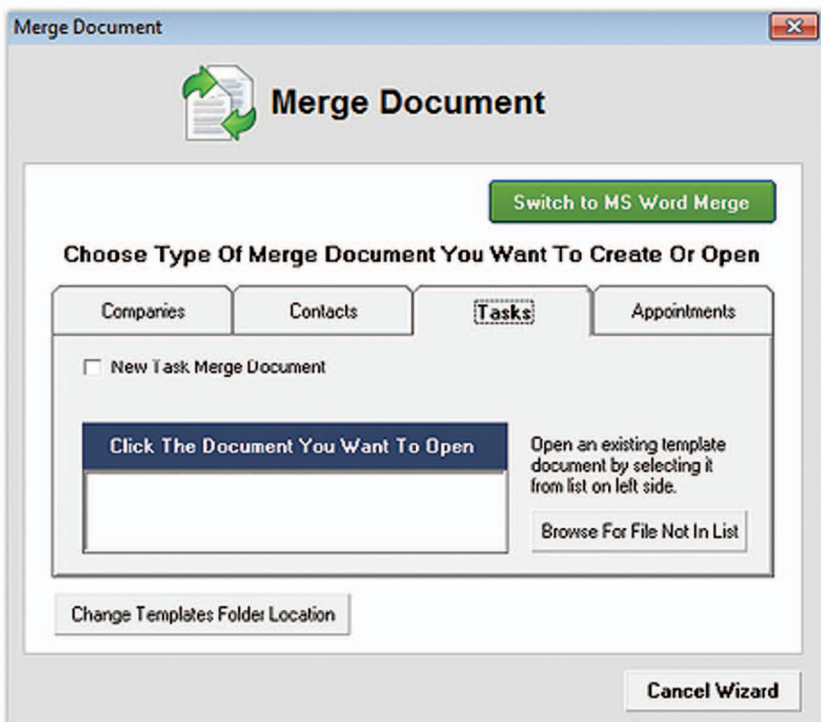 Merge Document
Merge Document
Switch to MS Word Merge
Choose Type Of Merge Document You Want To Create Or Open
Companies
Contacts
Tasks
Appointments
New Task Merge Document
Click The Document You Want To Open
Open an existing template
document by selecting it
from list on left side.
Browse For File Not In List
Change Templates Folder Location
Cancel Wizard